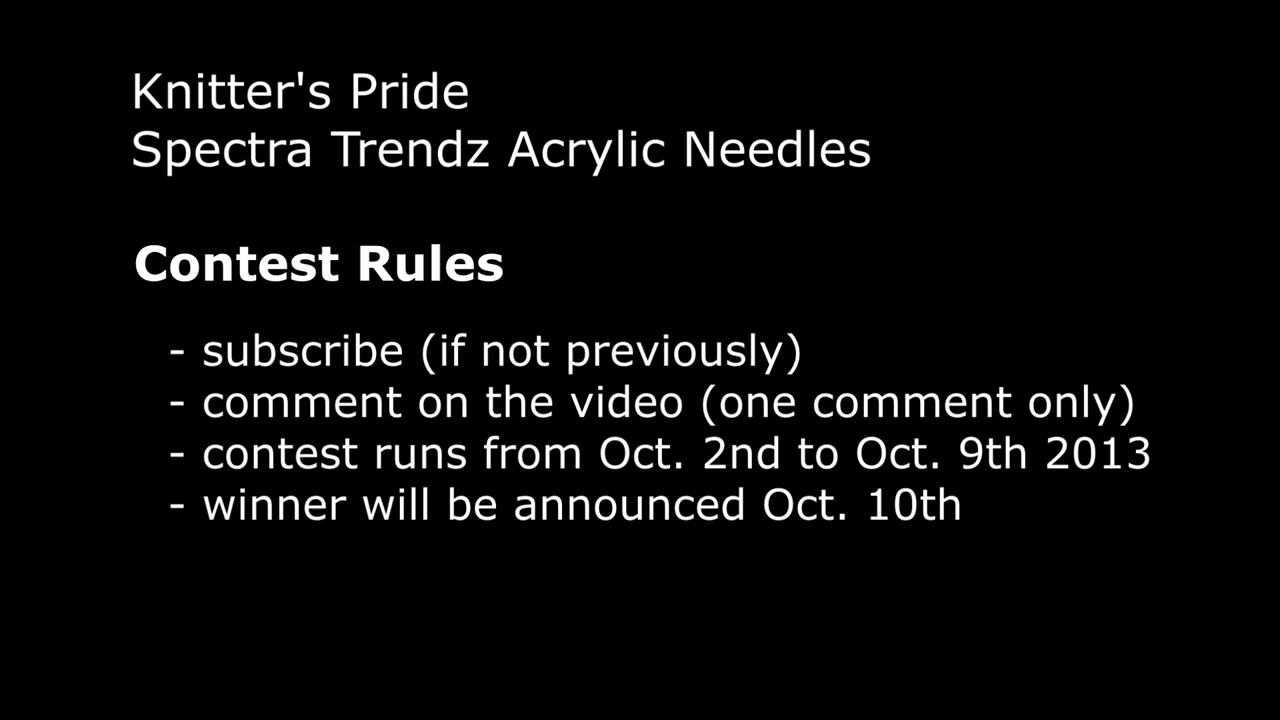 Knitter's Pride
Spectra Trendz Acrylic Needles
Contest Rules
- subscribe (if not previously)
- comment on the video (one comment only)
- contest runs from Oct. 2nd to Oct. 9th 2013
- winner will be announced Oct. 10th